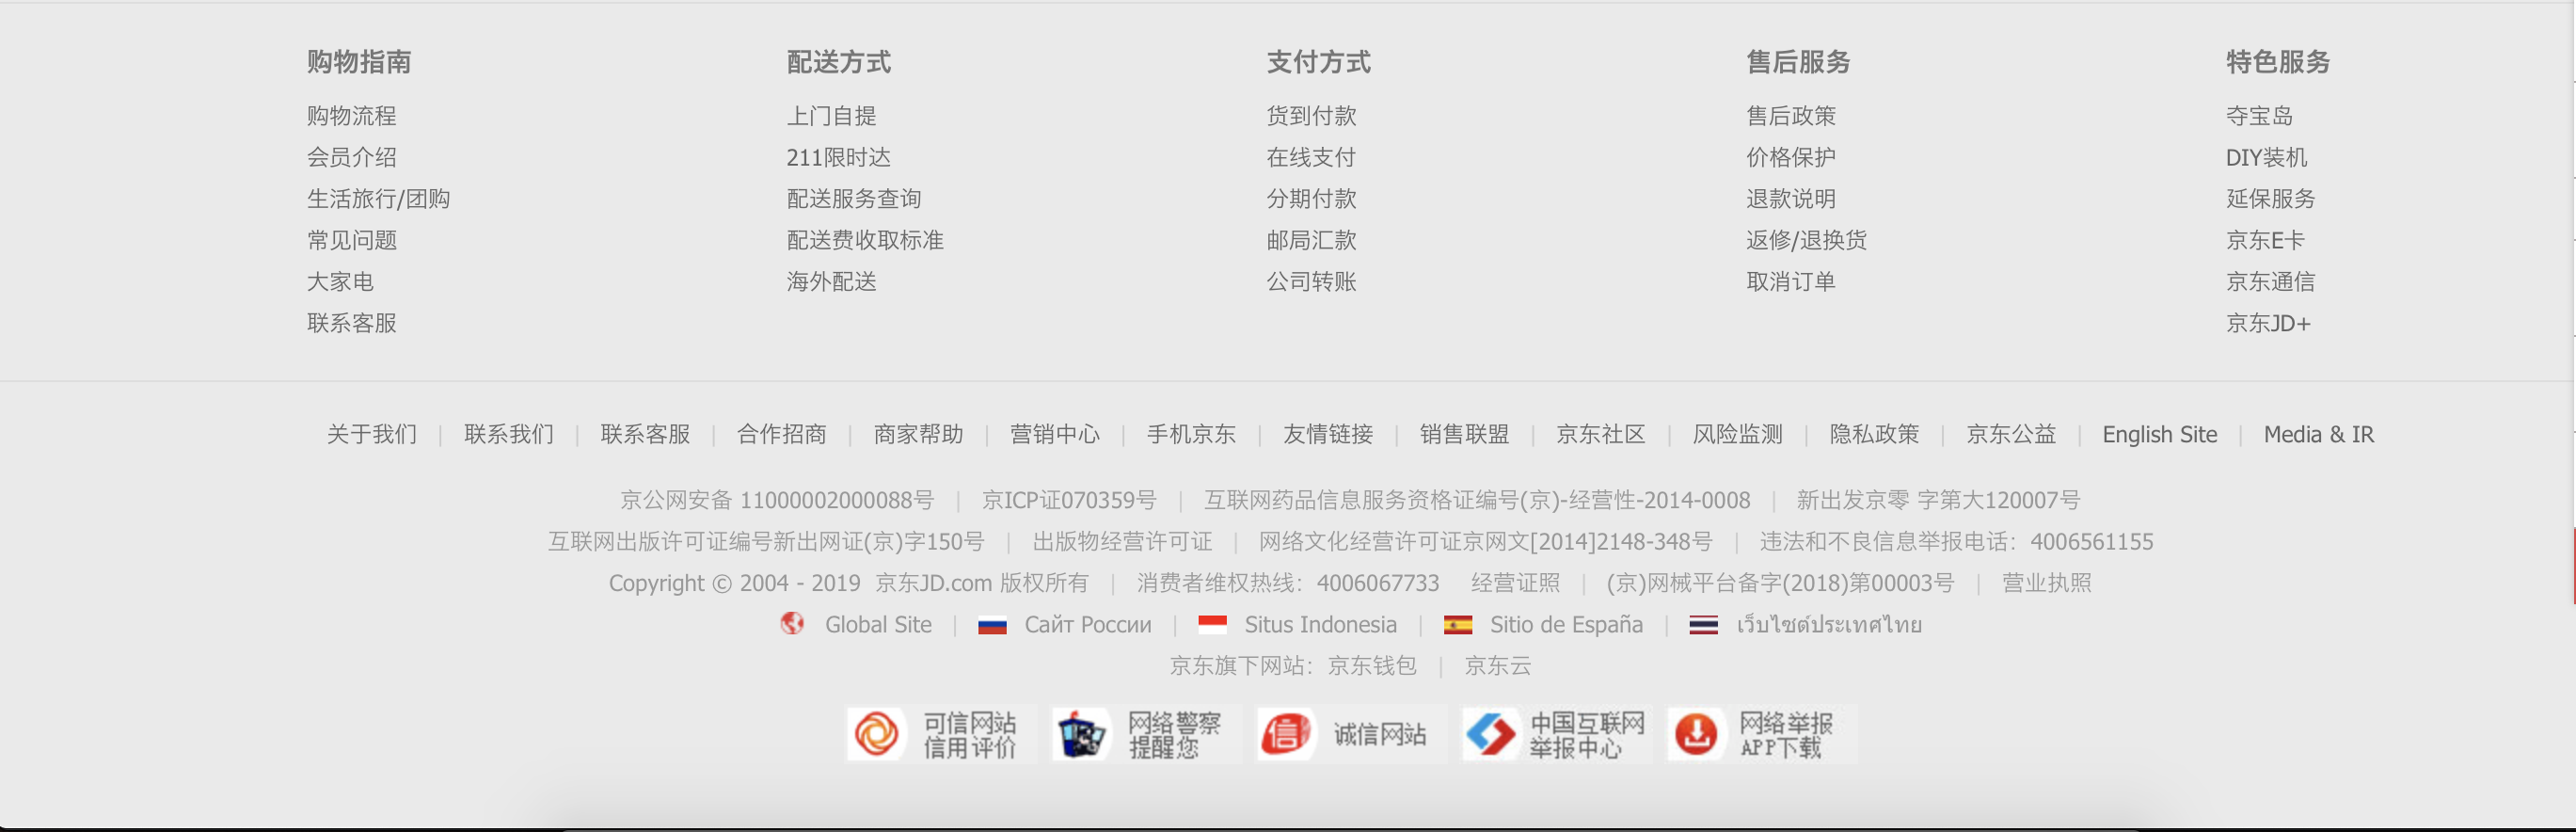 购物指南
购物流程
会员介绍
生活旅行/团购
常见问题
大家电
联系客服
配送方式
上门自提
211限时达
配送服务查询
配送费收取标准
海外配送
支付方式
货到付款
在线支付
分期付款
邮局汇款
公司转账
售后服务
售后政策
价格保护
退款说明
返修/退换货
取消订单
特色服务
夺宝岛
DIY装机
延保服务
京东E卡
京东通信
京东JD+
关于我们 | 联系我们 | 联系客服 | 合作招商 | 商家帮助 | 营销中心 | 手机京东 | 友情链接 | 销售联盟 | 京东社区 | 风险监测 | 隐私政策 | 京东公益 | English Site | Media & IR
京公网安备 11000002000088号 | 京ICP证070359号 | 互联网药品信息服务资格证编号(京)-经营性-2014-0008 | 新出发京零 字第大120007号
互联网出版许可证编号新出网证(京)字150号 | 出版物经营许可证 | 网络文化经营许可证京网文[2014]2148-348号 | 违法和不良信息举报电话：4006561155
Copyright © 2004 - 2019 京东JD.com 版权所有 | 消费者维权热线：4006067733 经营证照 | (京)网械平台备字(2018)第00003号 | 营业执照
Global Site | Сайт России | Situs Indonesia | Sitio de España | เว็บไซต์ประเทศไทย
京东旗下网站：京东钱包 | 京东云
可信网站
信用评价
网络警察
提醒您
信
诚信网站
中国互联网
举报中心
网络举报
APP下载